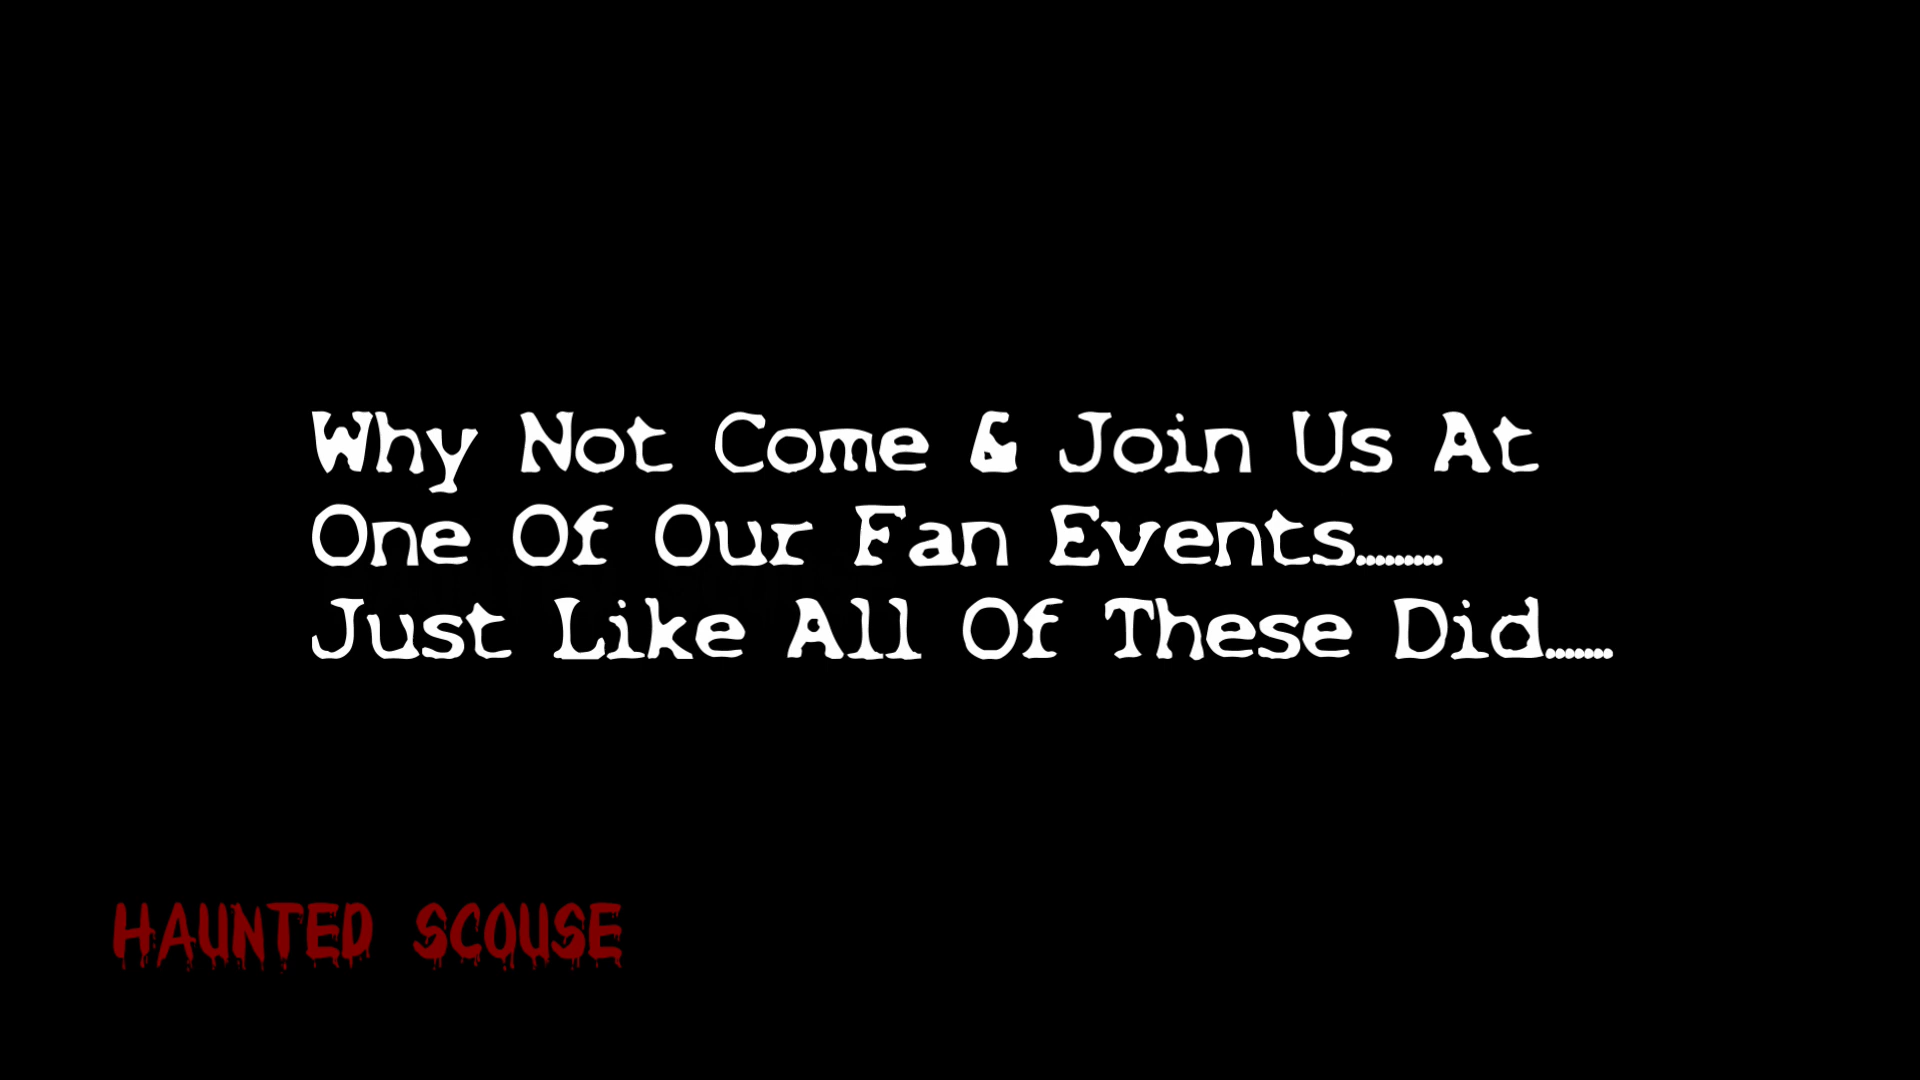 Why Not Come & Join Us At
One Of Our Fan Events.........
Just Like All Of These Did.......
HAUNTED SCOUSE